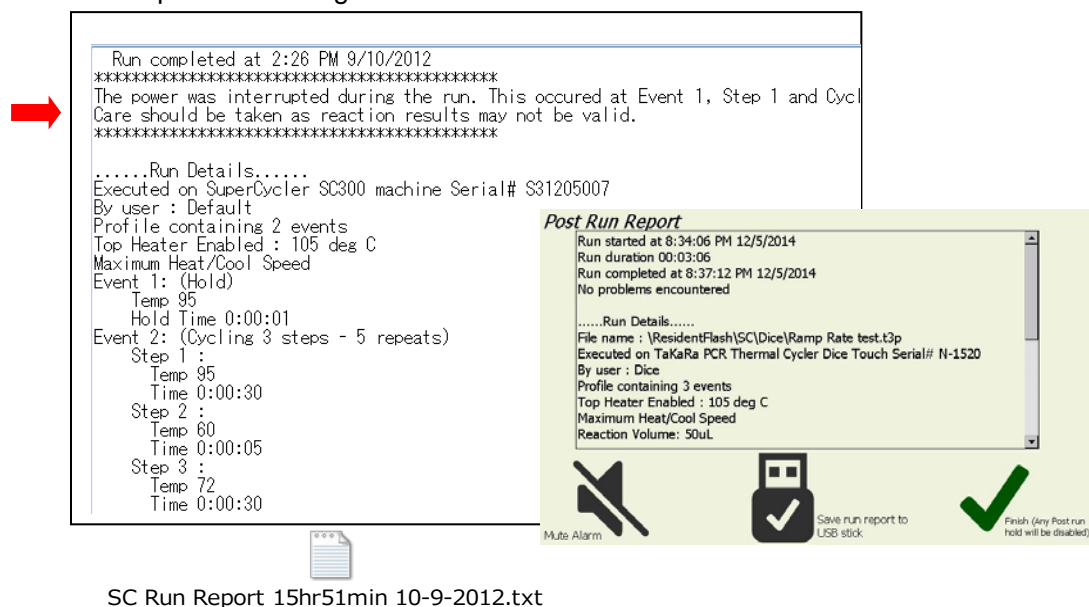 Run completed at 2:26 PM 9/10/2012
*******************************************
The power was interrupted during the run. This occured at Event 1, Step 1 and Cycl
Care should be taken as reaction results may not be valid.
*******************************************
......Run Details......
Executed on SuperCycler SC300 machine Serial# S31205007
By user : Default
Profile containing 2 events
Top Heater Enabled : 105 deg C
Maximum Heat/Cool Speed
Event 1: (Hold)
Temp 95
Hold Time 0:00:01
Event 2: (Cycling 3 steps - 5 repeats)
Step 1 :
Temp 95
Time 0:00:30
Step 2 :
Temp 60
Time 0:00:05
Step 3 :
Temp 72
Time 0:00:30
Post Run Report
Run started at 8:34:06 PM 12/5/2014
Run duration 00:03:06
Run completed at 8:37:12 PM 12/5/2014
No problems encountered
......Run Details......
File name : \ResidentFlash\SC\Dice\Ramp Rate test.t3p
Executed on TaKaRa PCR Thermal Cycler Dice Touch Serial# N-1520
By user : Dice
Profile containing 3 events
Top Heater Enabled : 105 deg C
Maximum Heat/Cool Speed
Reaction Volume: 50uL
Mute Alarm
Save run report to
USB stick
Finish (Any Post run
hold will be disabled)
SC Run Report 15hr51min 10-9-2012.txt